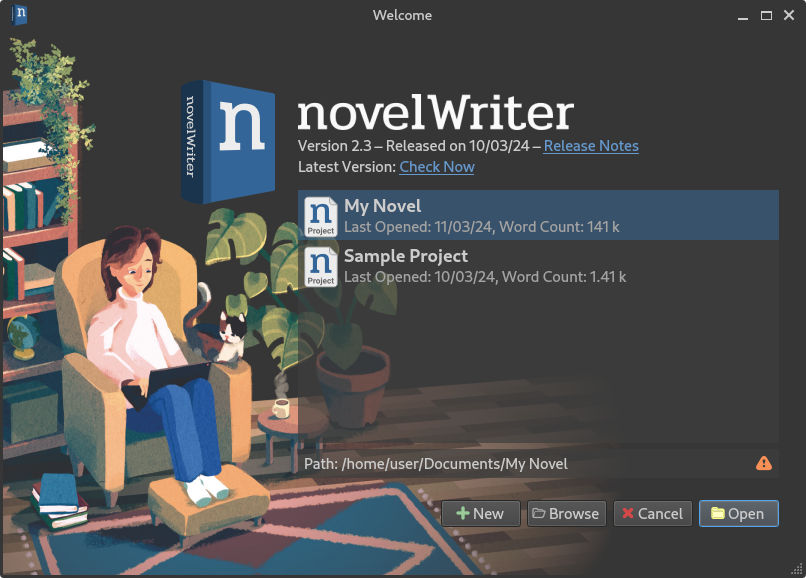 n
Welcome
novelWriter
n
novelWriter
Version 2.3 – Released on 10/03/24 – Release Notes
Latest Version: Check Now
n
Project
My Novel
Last Opened: 11/03/24, Word Count: 141 k
n
Project
Sample Project
Last Opened: 10/03/24, Word Count: 1.41 k
Path: /home/user/Documents/My Novel
New
Browse
Cancel
Open